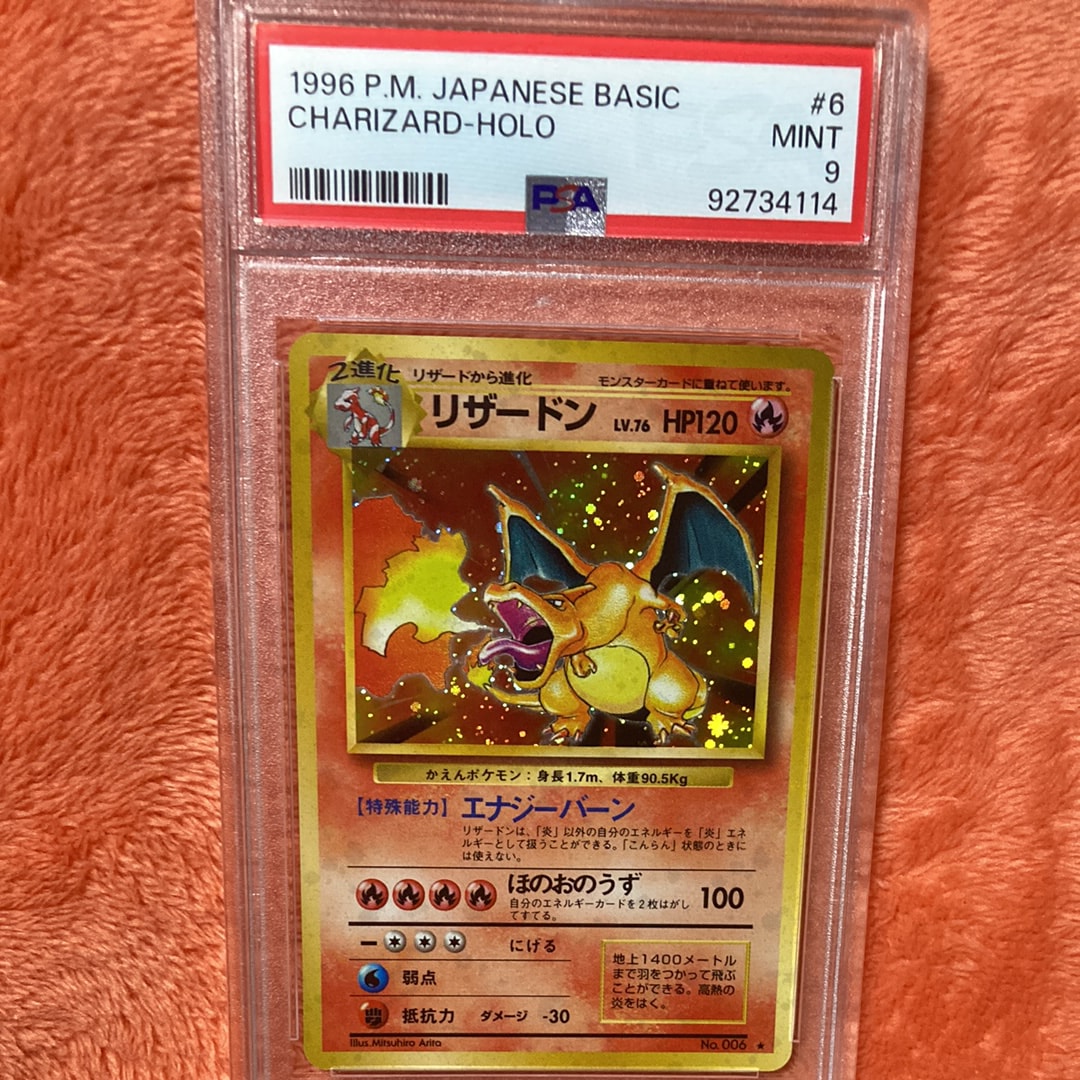 1996 P.M. JAPANESE BASIC #6
CHARIZARD-HOLO MINT
9
PSA 92734114
2進化 リザードから進化 モンスターカードに重ねて使います。
リザードン LV.76 HP120
かえんポケモン：身長1.7m、体重90.5Kg
【特殊能力】 エナジーバーン
リザードンは、「炎」以外の自分のエネルギーを「炎」エネ
ルギーとして扱うことができる。「こんらん」状態のときに
は使えない。
ほのおのうず 100
自分のエネルギーカードを2枚はがし
てすてる。
にげる
弱点
抵抗力 ダメージ -30
地上1400メートル
まで羽をつかって飛ぶ
ことができる。高熱の
炎をはく。
Illus.Mitsuhiro Arita No. 006 ★